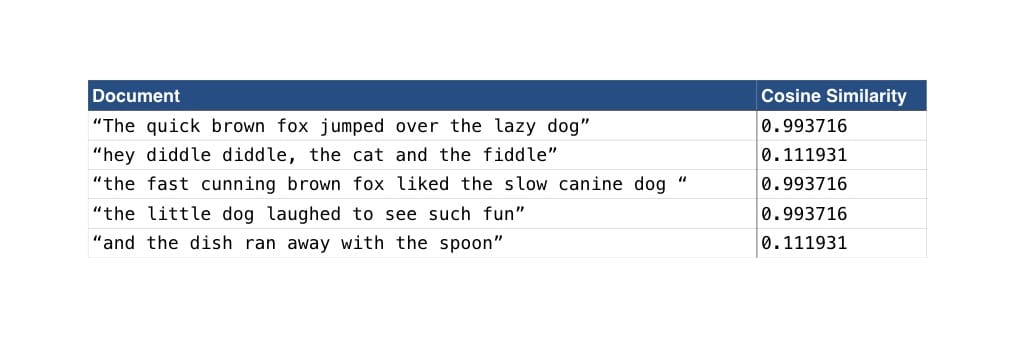 Document Cosine Similarity
“The quick brown fox jumped over the lazy dog” 0.993716
“hey diddle diddle, the cat and the fiddle” 0.111931
“the fast cunning brown fox liked the slow canine dog “ 0.993716
“the little dog laughed to see such fun” 0.993716
“and the dish ran away with the spoon” 0.111931